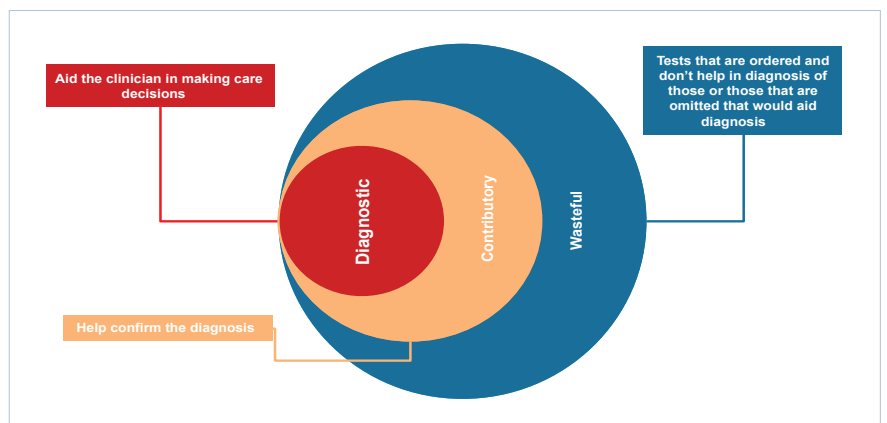 Aid the clinician in making care
decisions
Tests that are ordered and
don't help in diagnosis of
those or those that are
omitted that would aid
diagnosis
Diagnostic
Contributory
Wasteful
Help confirm the diagnosis